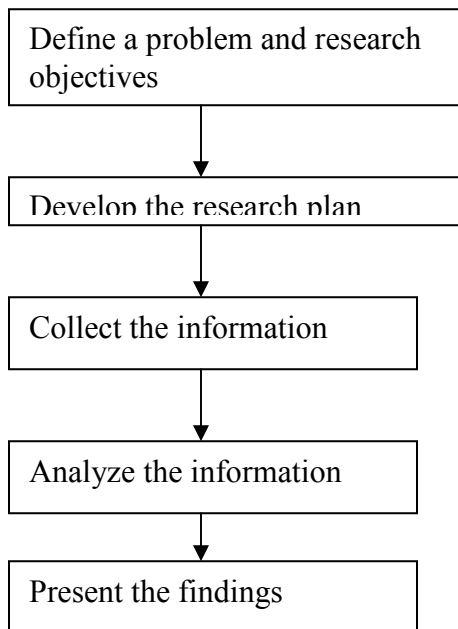 Define a problem and research
objectives
Develop the research plan
Collect the information
Analyze the information
Present the findings